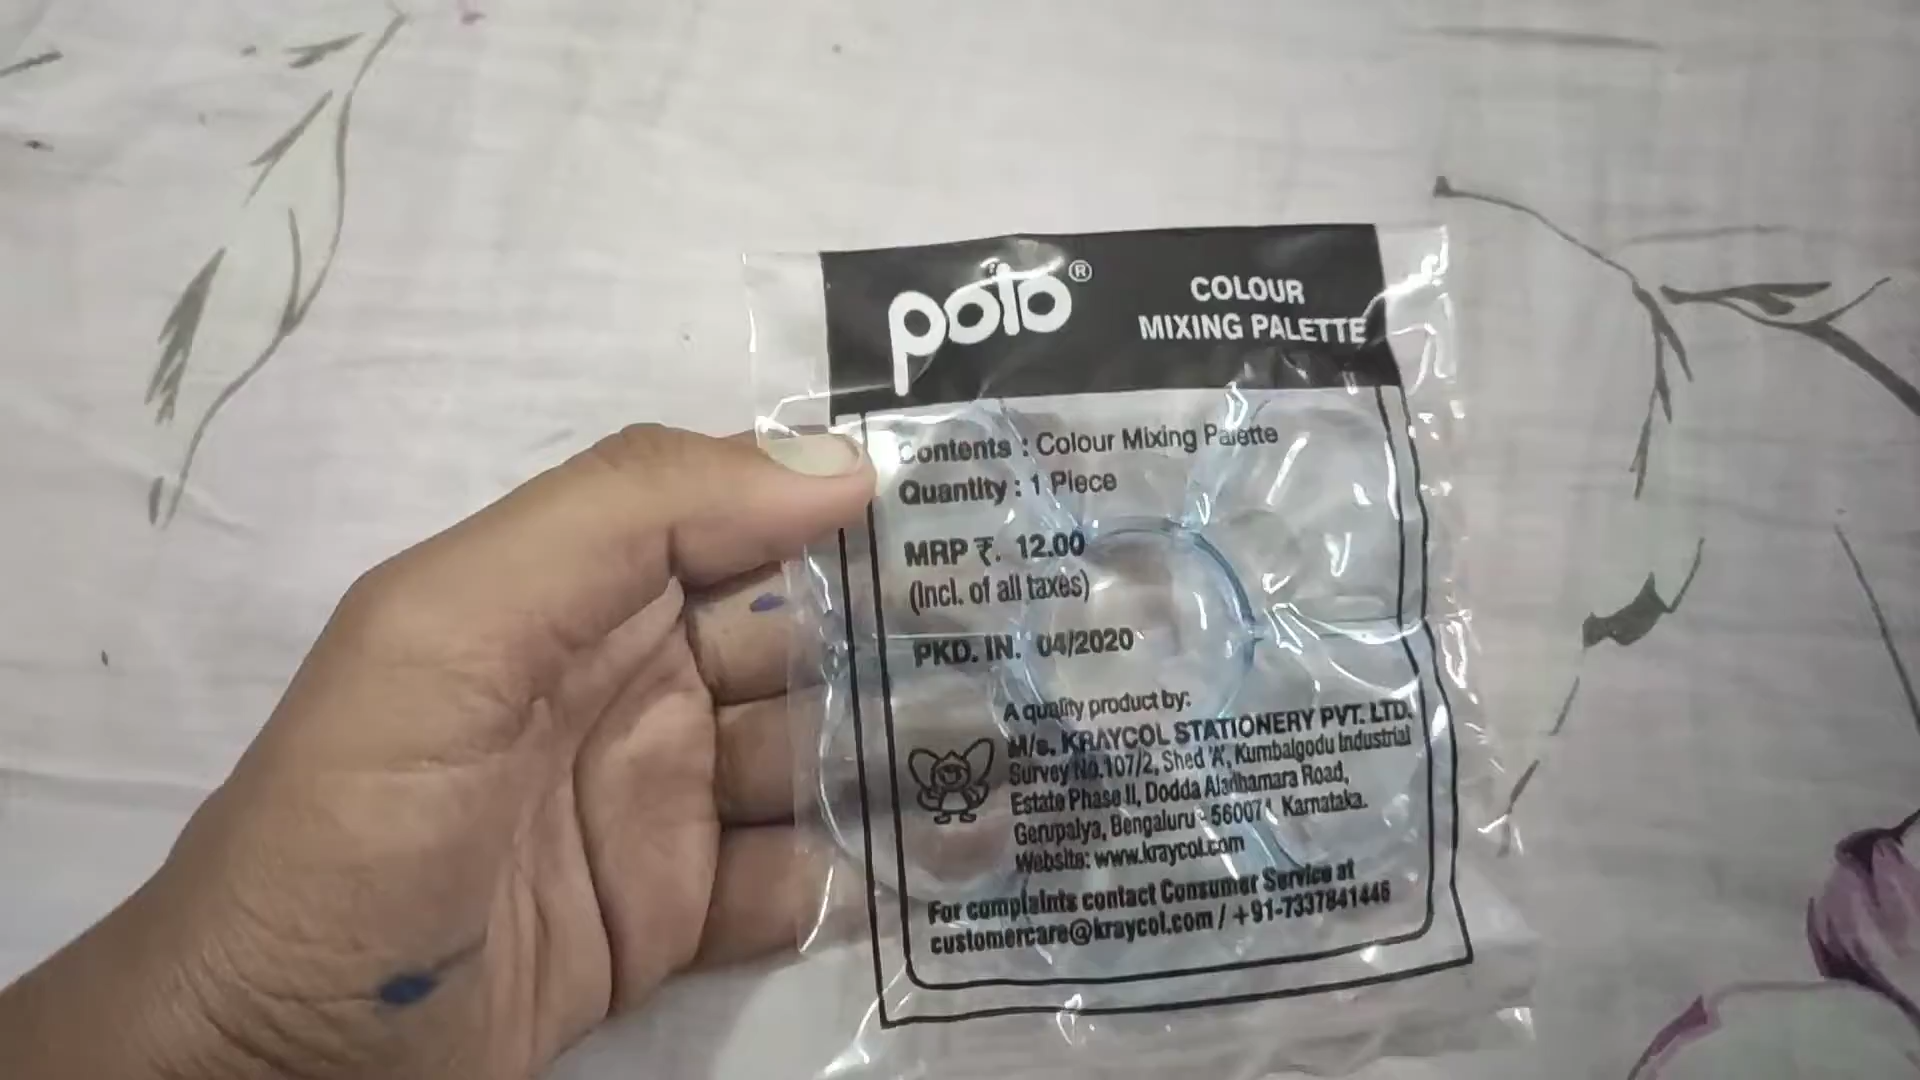 poto®
COLOUR
MIXING PALETTE
Contents : Colour Mixing Palette
Quantity : 1 Piece
MRP ₹. 12.00
(Incl. of all taxes)
PKD. IN. 04/2020
A quality product by:
M/s. KRAYCOL STATIONERY PVT. LTD.
Survey No.107/2, Shed 'A', Kumbalgodu Industrial
Estate Phase II, Dodda Aladhamara Road,
Gerupalya, Bengaluru - 560074 Karnataka.
Website: www.kraycol.com
For complaints contact Consumer Service at
customercare@kraycol.com / +91-7337841446